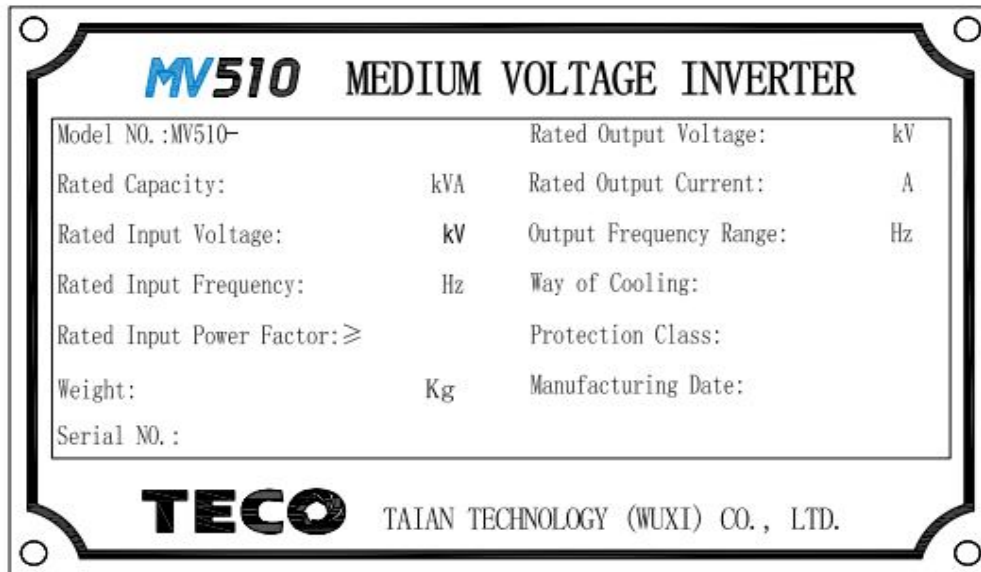 MV510 MEDIUM VOLTAGE INVERTER
Model NO.:MV510-
Rated Output Voltage: kV
Rated Capacity: kVA
Rated Output Current: A
Rated Input Voltage: kV
Output Frequency Range: Hz
Rated Input Frequency: Hz
Way of Cooling:
Rated Input Power Factor:≥
Protection Class:
Weight: Kg
Manufacturing Date:
Serial NO.:
TECO TAIAN TECHNOLOGY (WUXI) CO., LTD.